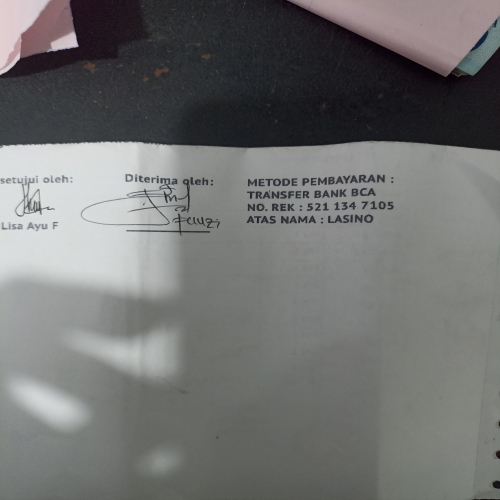 setujui oleh:
Diterima oleh:
Lisa Ayu F
METODE PEMBAYARAN :
TRANSFER BANK BCA
NO. REK : 521 134 7105
ATAS NAMA : LASINO